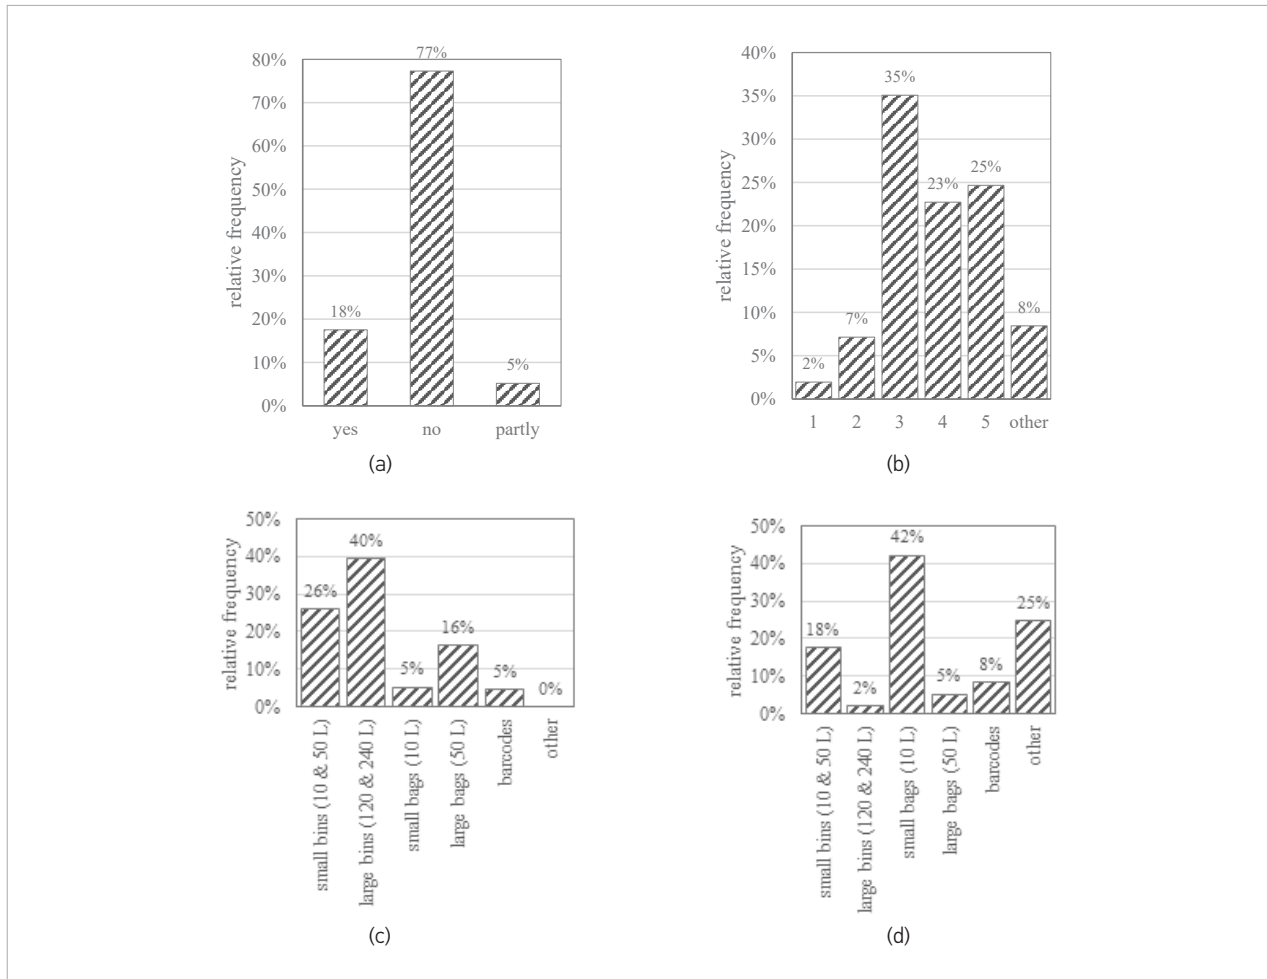 77%
80%
70%
60%
50%
40%
30%
20%
10%
0%
relative frequency
18%
5%
yes no partly
(a)
40%
35%
30%
25%
20%
15%
10%
5%
0%
relative frequency
2%
7%
35%
23%
25%
8%
1 2 3 4 5 other
(b)
50%
40%
30%
20%
10%
0%
relative frequency
26%
40%
5%
16%
5%
0%
small bins (10 & 50 L)
large bins (120 & 240 L)
small bags (10 L)
large bags (50 L)
barcodes
other
(c)
50%
40%
30%
20%
10%
0%
relative frequency
18%
2%
42%
5%
8%
25%
small bins (10 & 50 L)
large bins (120 & 240 L)
small bags (10 L)
large bags (50 L)
barcodes
other
(d)